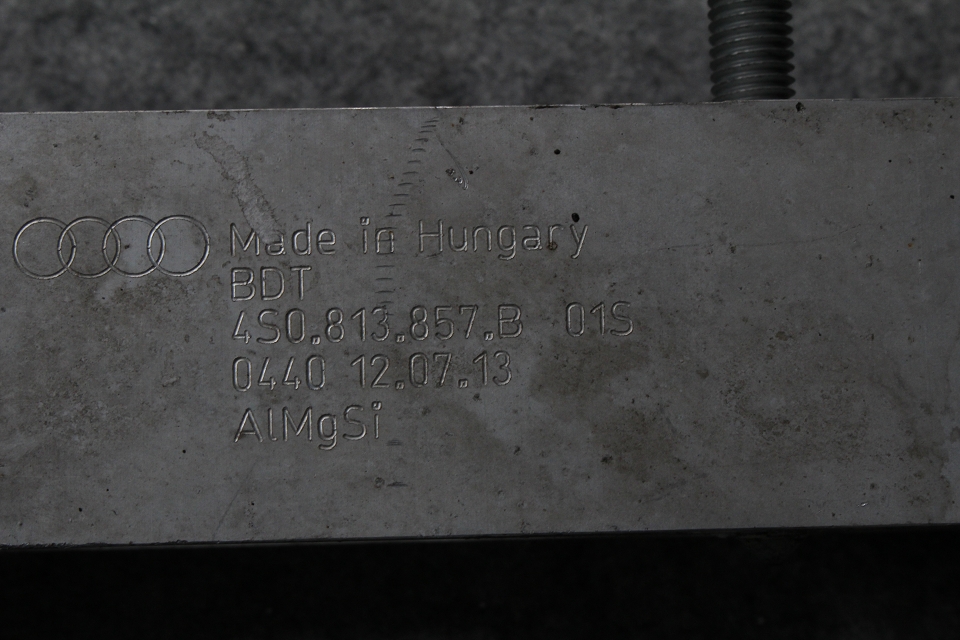 Made in Hungary
BDT
4S0.813.857.B 01S
0440 12.07.13
AlMgSi